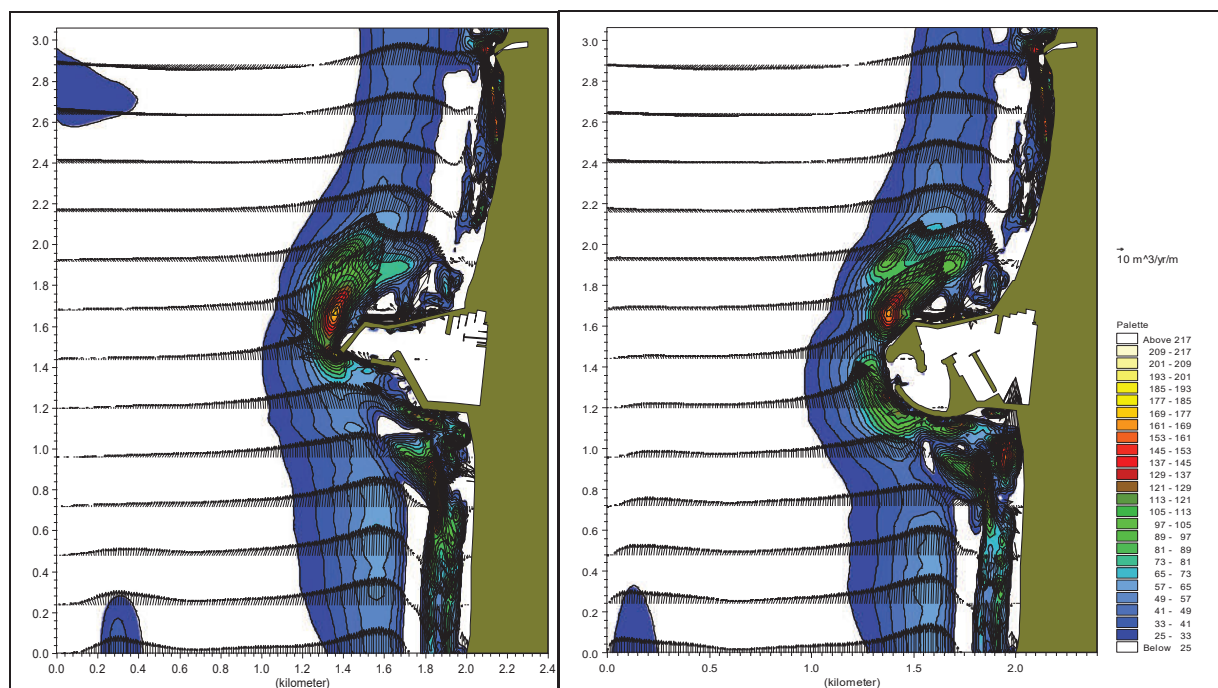 3.0
2.8
2.6
2.4
2.2
2.0
1.8
1.6
1.4
1.2
1.0
0.8
0.6
0.4
0.2
0.0
0.0 0.2 0.4 0.6 0.8 1.0 1.2 1.4 1.6 1.8 2.0 2.2 2.4
(kilometer)
3.0
2.8
2.6
2.4
2.2
2.0
1.8
1.6
1.4
1.2
1.0
0.8
0.6
0.4
0.2
0.0
0.0 0.5 1.0 1.5 2.0
(kilometer)
10 m^3/yr/m
Palette
Above 217
209 - 217
201 - 209
193 - 201
185 - 193
177 - 185
169 - 177
161 - 169
153 - 161
145 - 153
137 - 145
129 - 137
121 - 129
113 - 121
105 - 113
97 - 105
89 - 97
81 - 89
73 - 81
65 - 73
57 - 65
49 - 57
41 - 49
33 - 41
25 - 33
Below 25